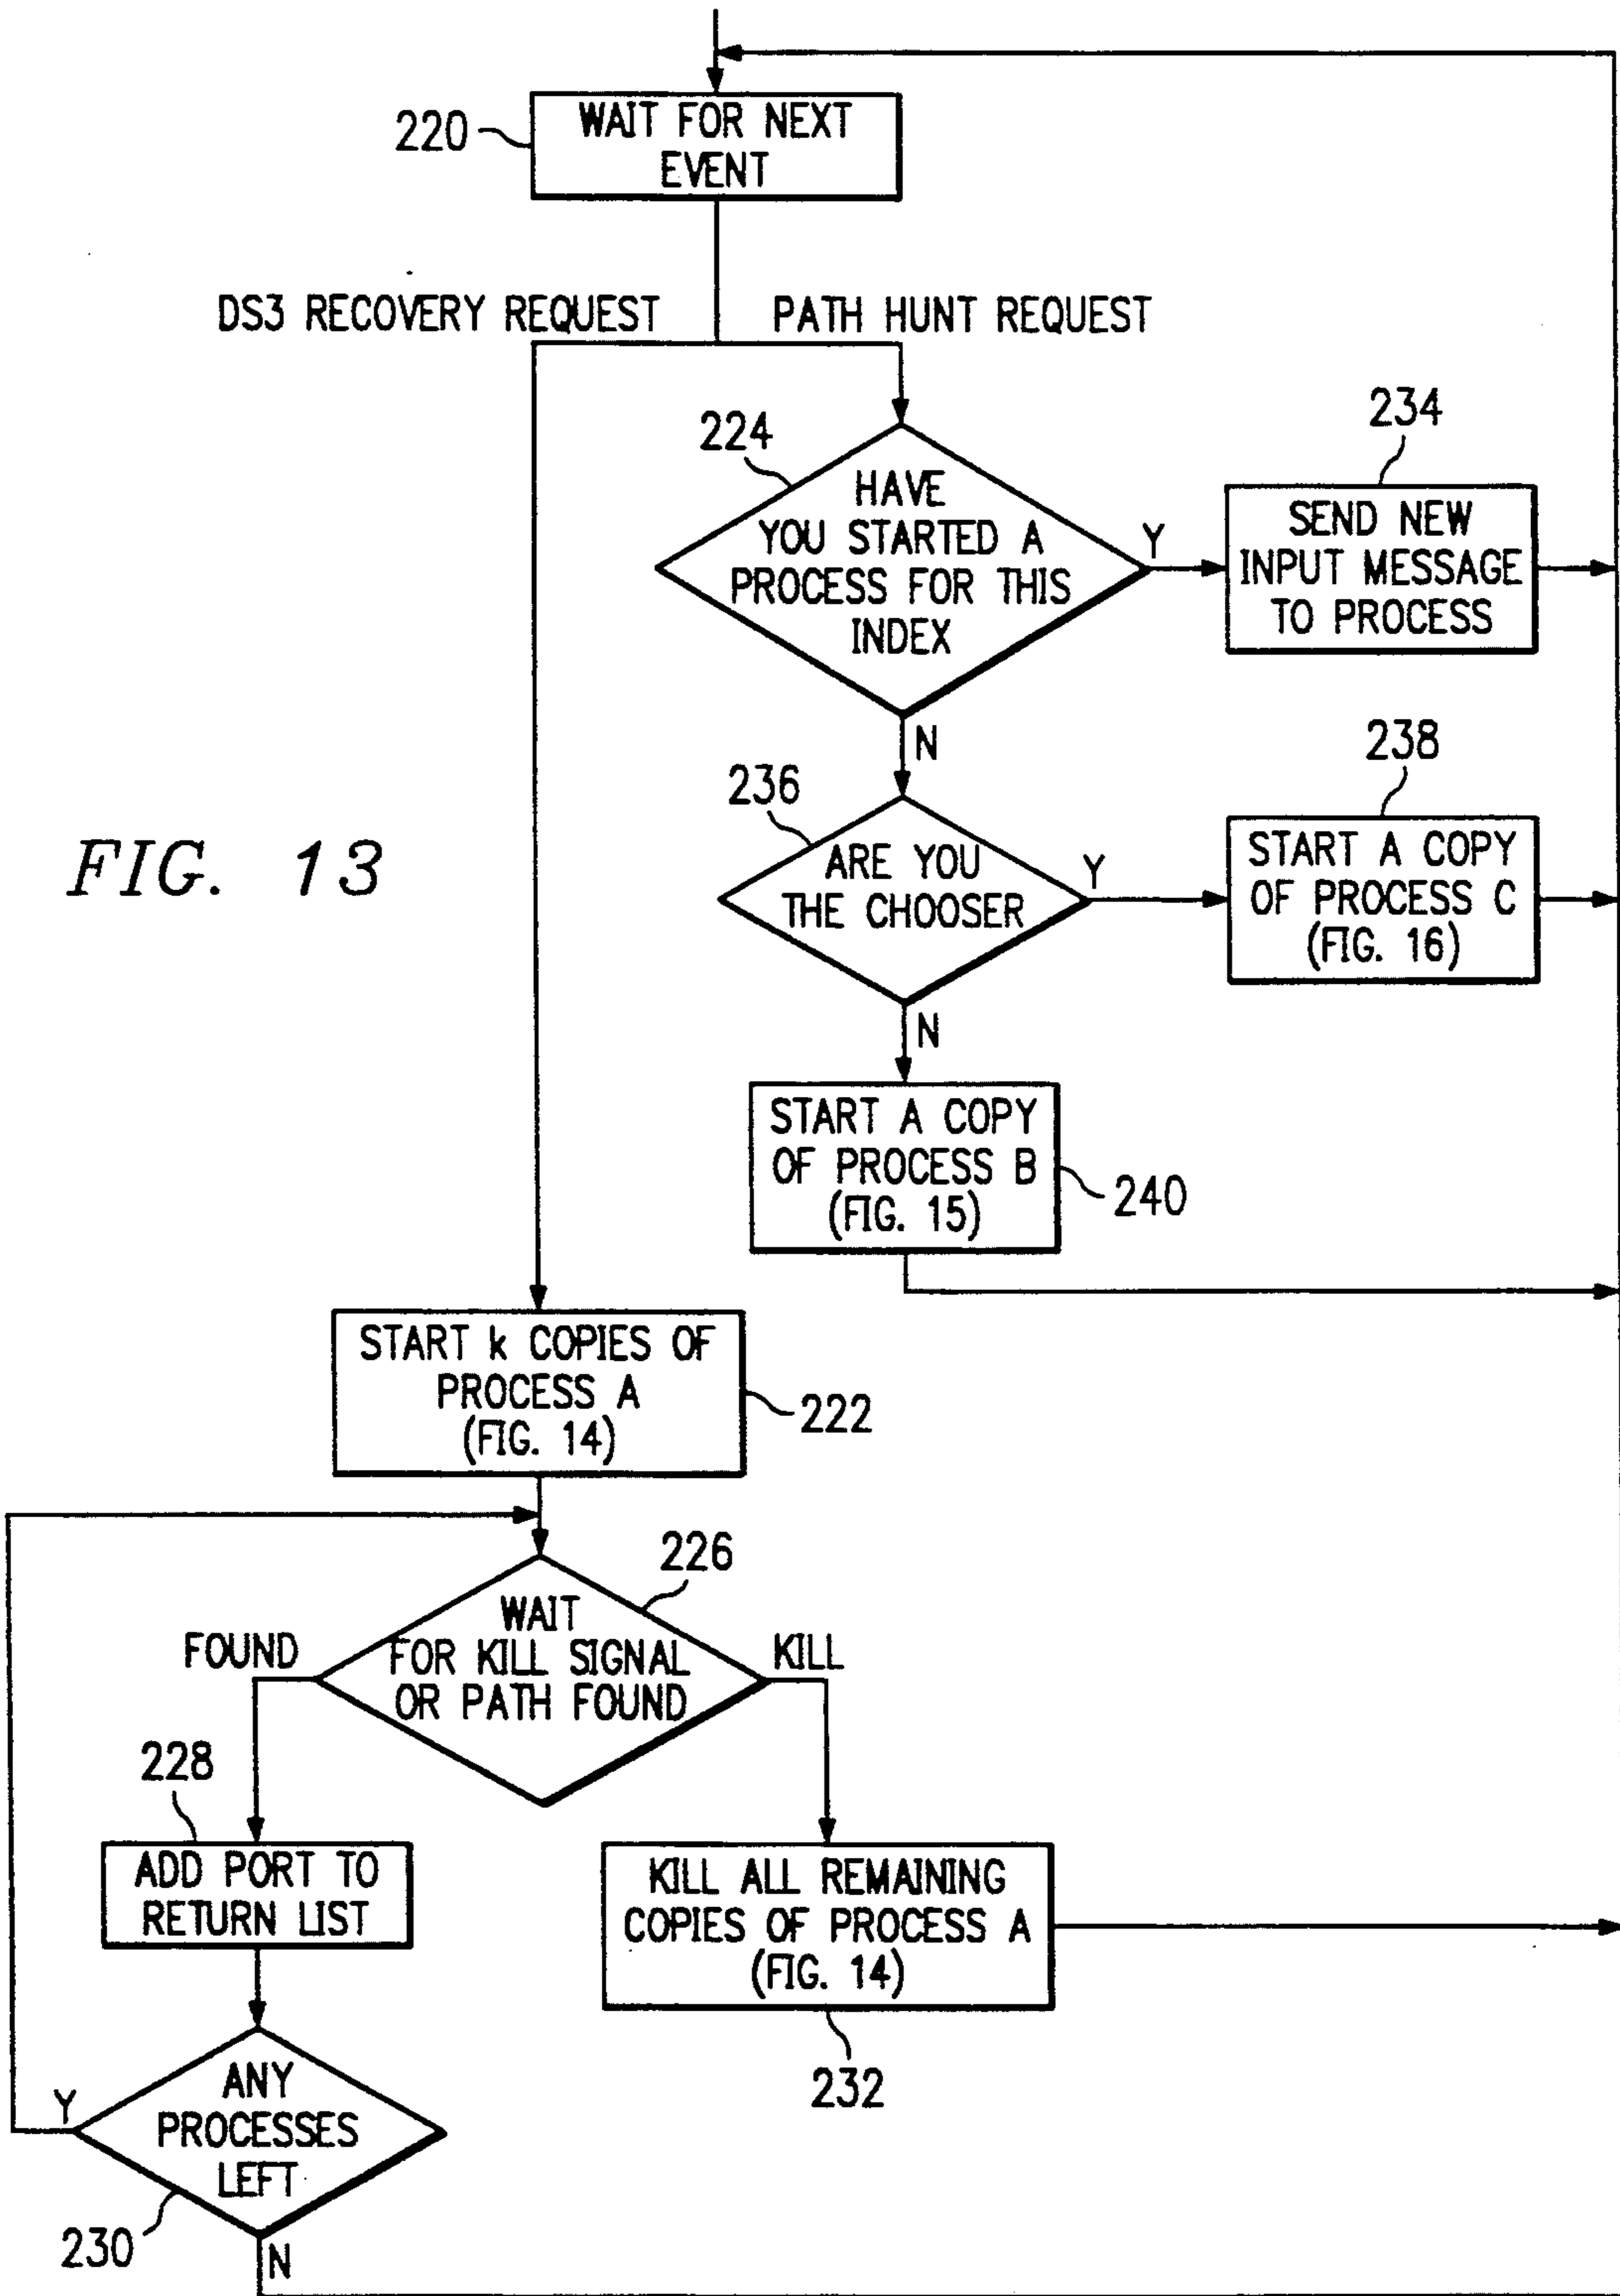 WAIT FOR NEXT
EVENT
220
DS3 RECOVERY REQUEST
PATH HUNT REQUEST
224
HAVE
YOU STARTED A
PROCESS FOR THIS
INDEX
Y
234
SEND NEW
INPUT MESSAGE
TO PROCESS
N
236
ARE YOU
THE CHOOSER
Y
238
START A COPY
OF PROCESS C
(FIG. 16)
FIG. 13
N
START A COPY
OF PROCESS B
(FIG. 15)
240
START k COPIES OF
PROCESS A
(FIG. 14)
222
226
WAIT
FOR KILL SIGNAL
OR PATH FOUND
FOUND
KILL
228
ADD PORT TO
RETURN LIST
KILL ALL REMAINING
COPIES OF PROCESS A
(FIG. 14)
232
Y
ANY
PROCESSES
LEFT
230
N